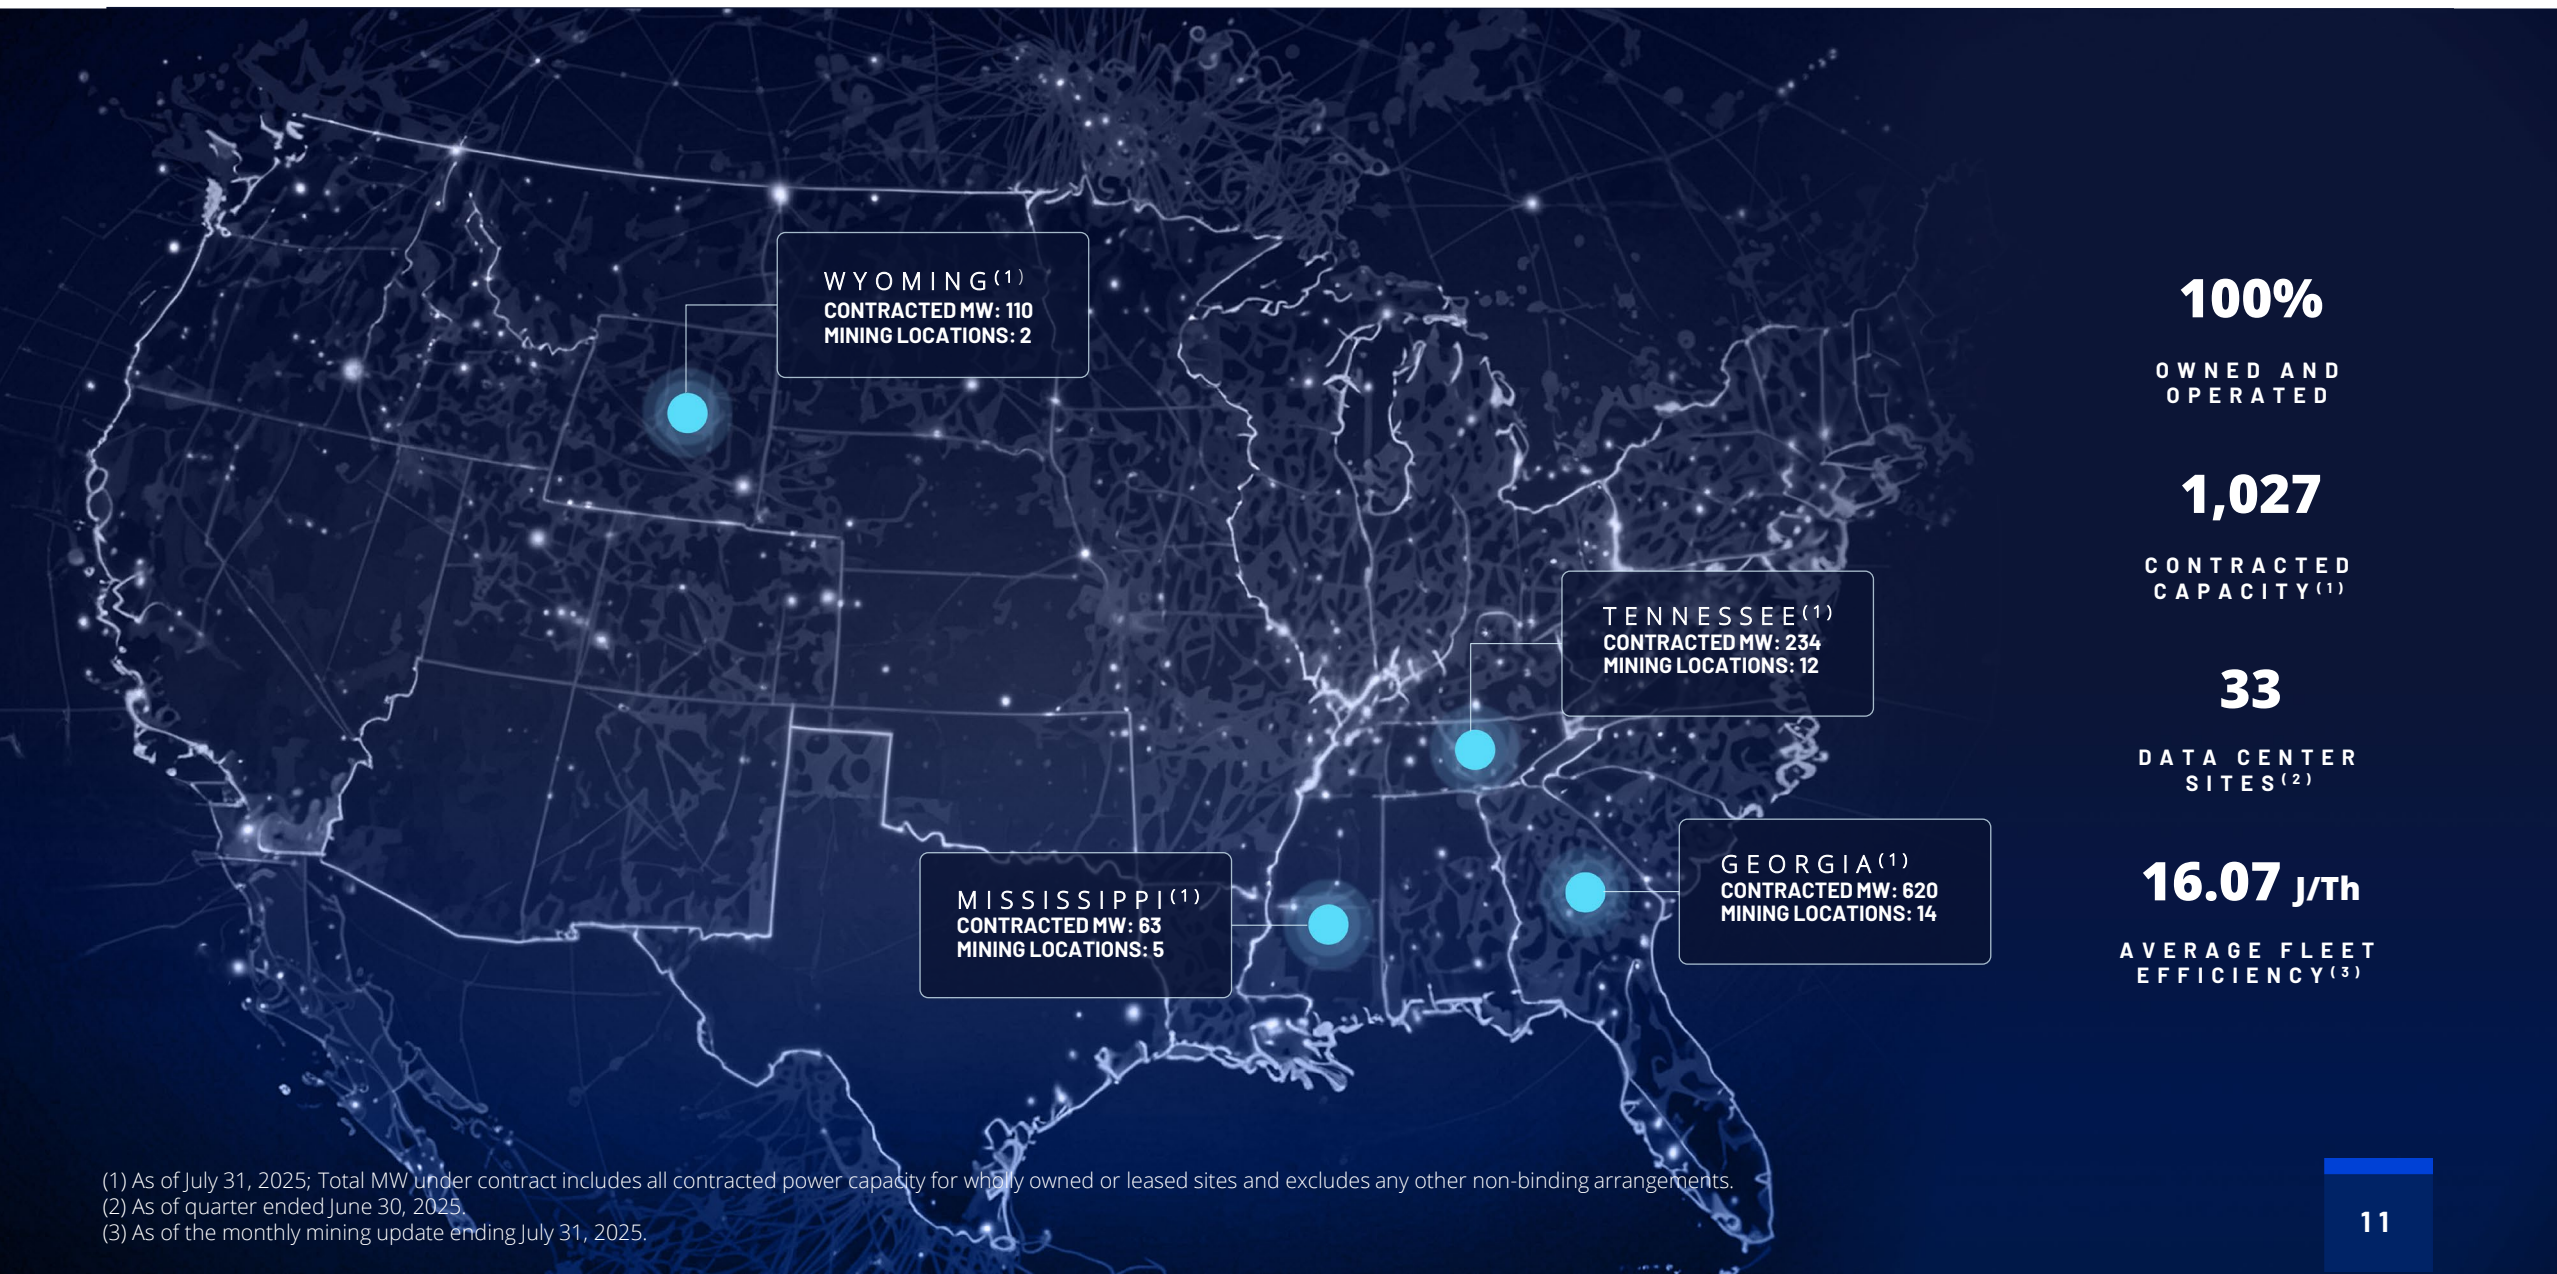 WYOMING(1)
CONTRACTED MW: 110
MINING LOCATIONS: 2
TENNESSEE(1)
CONTRACTED MW: 234
MINING LOCATIONS: 12
MISSISSIPPI(1)
CONTRACTED MW: 63
MINING LOCATIONS: 5
GEORGIA(1)
CONTRACTED MW: 620
MINING LOCATIONS: 14
100%
OWNED AND
OPERATED
1,027
CONTRACTED
CAPACITY(1)
33
DATA CENTER
SITES(2)
16.07 J/Th
AVERAGE FLEET
EFFICIENCY(3)
(1) As of July 31, 2025; Total MW under contract includes all contracted power capacity for wholly owned or leased sites and excludes any other non-binding arrangements.
(2) As of quarter ended June 30, 2025.
(3) As of the monthly mining update ending July 31, 2025.
11